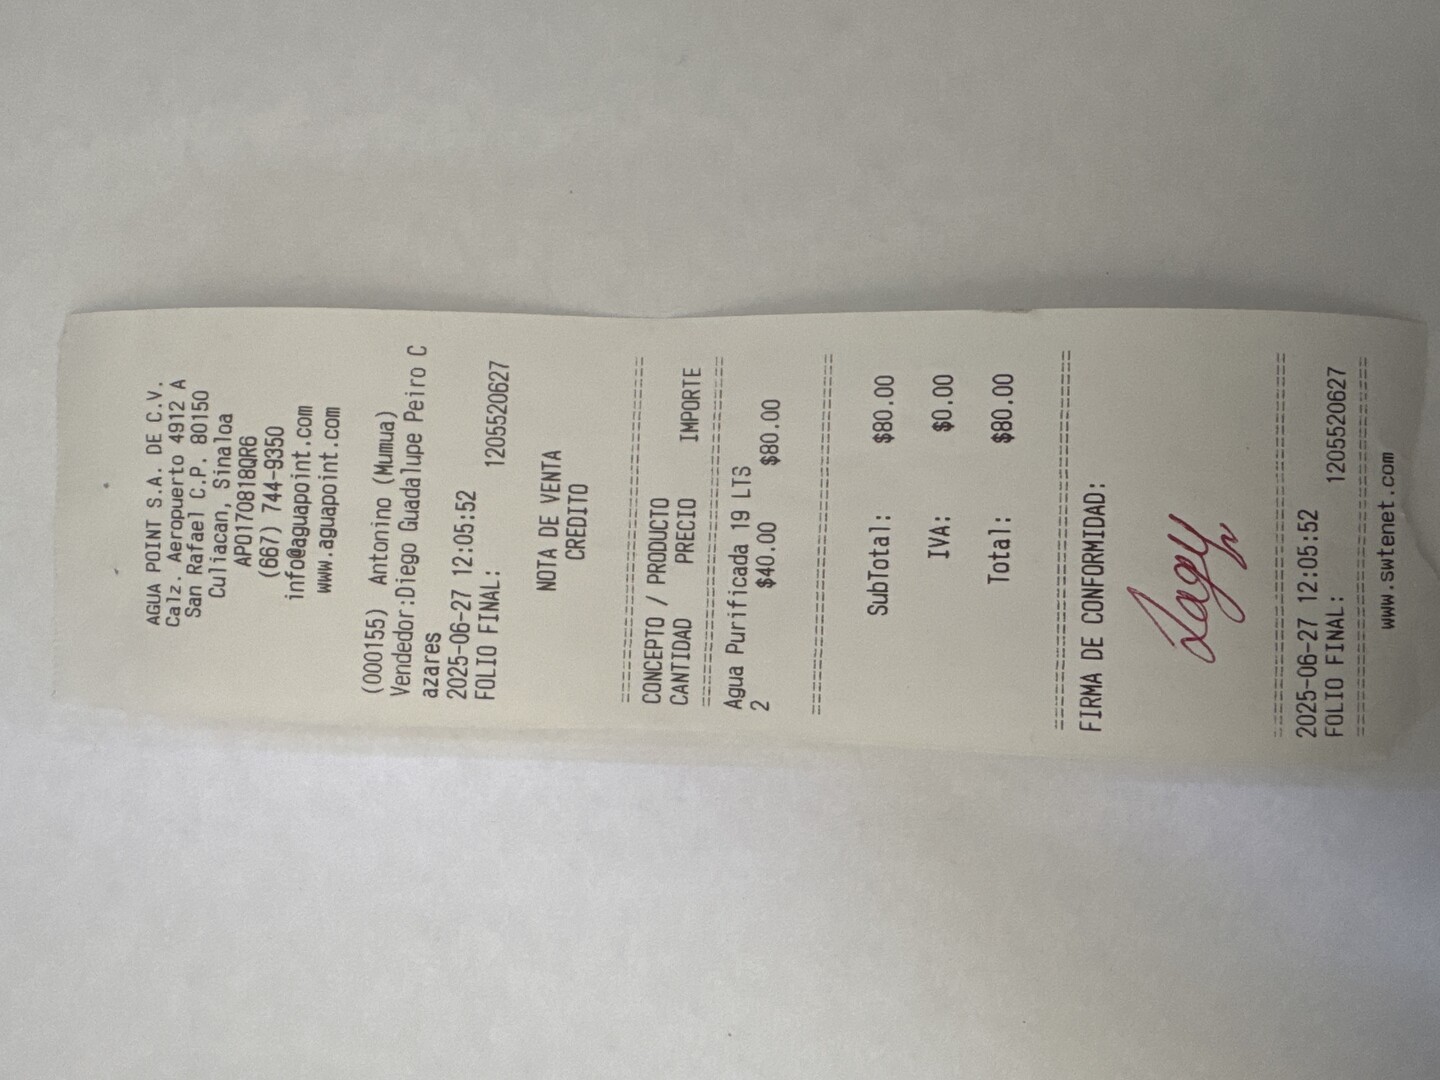 AGUA POINT S.A. DE C.V.
Calz. Aeropuerto 4912 A
San Rafael C.P. 80150
Culiacan, Sinaloa
APO170818QR6
(667) 744-9350
info@aguapoint.com
www.aguapoint.com
(000155) Antonino (Mumua)
Vendedor:Diego Guadalupe Peiro C
azares
2025-06-27 12:05:52
FOLIO FINAL: 1205520627
NOTA DE VENTA
CREDITO
================================
CONCEPTO / PRODUCTO
CANTIDAD PRECIO IMPORTE
================================
Agua Purificada 19 LTS
2 $40.00 $80.00
--------------------------------
SubTotal: $80.00
IVA: $0.00
Total: $80.00
================================
FIRMA DE CONFORMIDAD:
================================
2025-06-27 12:05:52
FOLIO FINAL: 1205520627
================================
www.swtenet.com